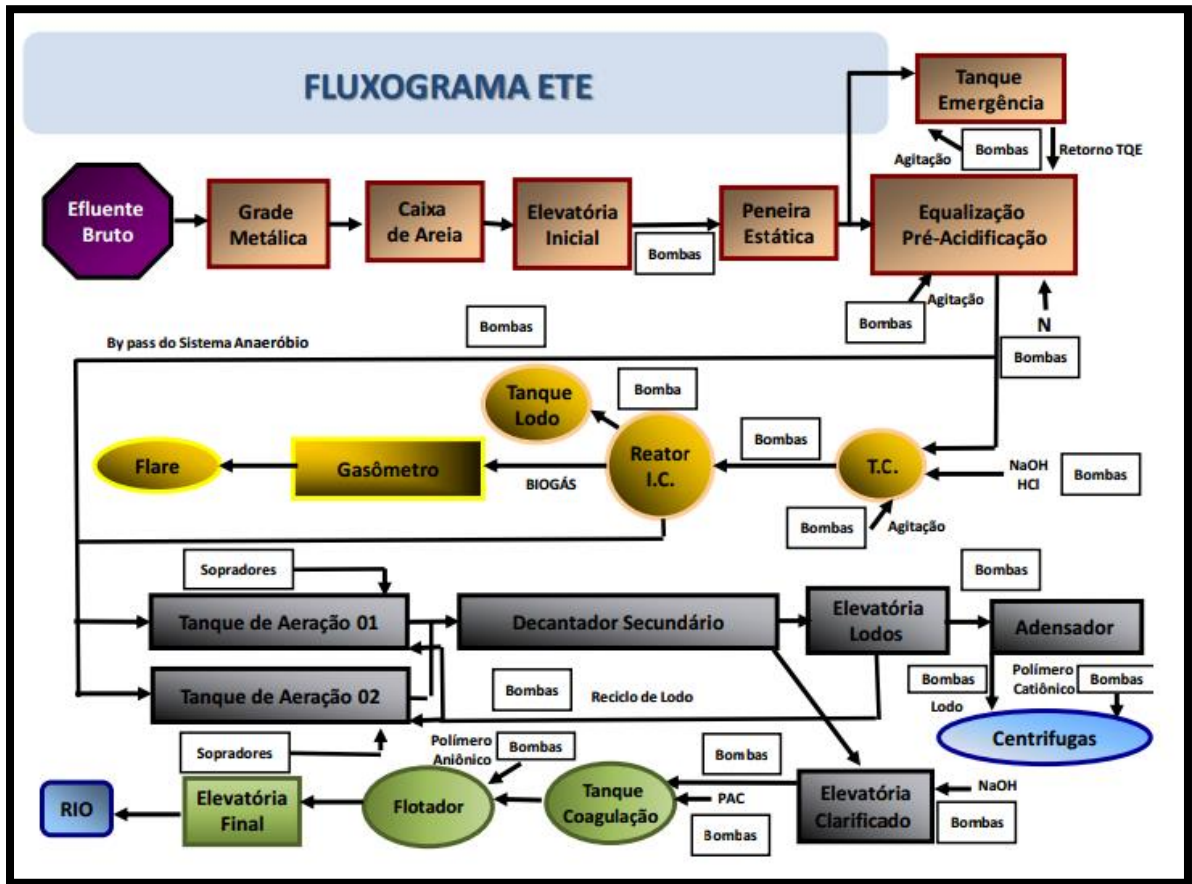 FLUXOGRAMA ETE
Tanque
Emergência
Agitação
Bombas
Retorno TQE
Efluente
Bruto
Grade
Metálica
Caixa
de Areia
Elevatória
Inicial
Bombas
Peneira
Estática
Equalização
Pré-Acidificação
Bombas
Agitação
N
Bombas
Bombas
By pass do Sistema Anaeróbio
Tanque
Lodo
Bomba
Flare
Gasômetro
BIOGÁS
Reator
I.C.
Bombas
T.C.
NaOH
HCl
Bombas
Bombas
Agitação
Sopradores
Bombas
Tanque de Aeração 01
Decantador Secundário
Elevatória
Lodos
Adensador
Tanque de Aeração 02
Bombas
Reciclo de Lodo
Bombas
Lodo
Polímero
Catiônico
Bombas
Centrifugas
Sopradores
Polímero
Aniônico
Bombas
Bombas
RIO
Elevatória
Final
Flotador
Tanque
Coagulação
PAC
Bombas
Elevatória
Clarificado
NaOH
Bombas